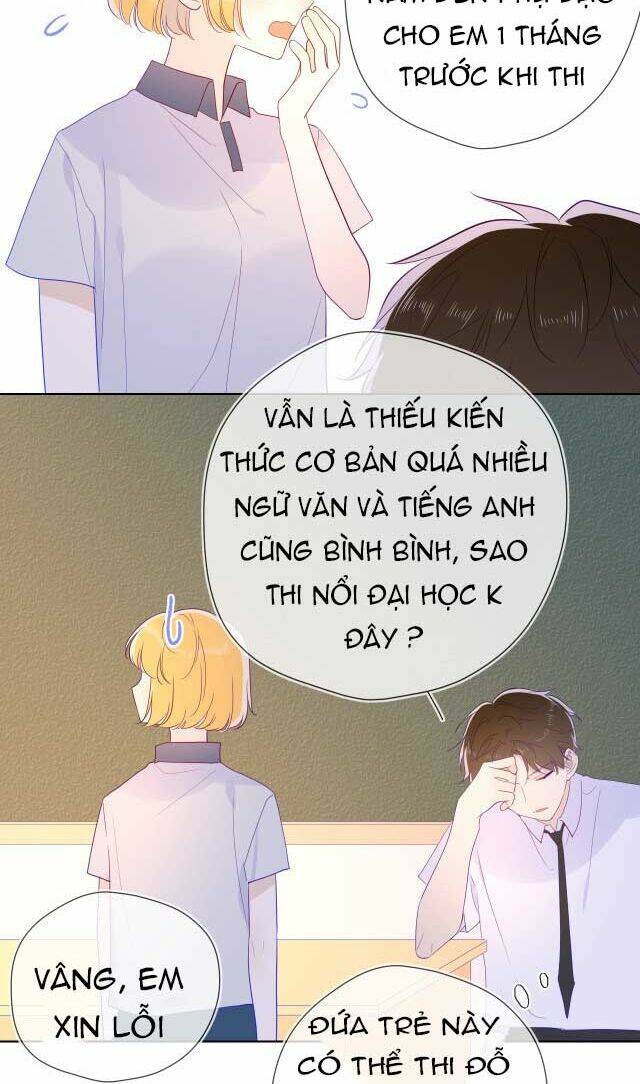 CHO EM 1 THÁNG
TRƯỚC KHI THI
VẪN LÀ THIẾU KIẾN
THỨC CƠ BẢN QUÁ NHIỀU
NGỮ VĂN VÀ TIẾNG ANH
CŨNG BÌNH BÌNH, SAO
THI NỔI ĐẠI HỌC K
ĐÂY ?
VÂNG, EM
XIN LỖI
ĐỨA TRẺ NÀY
CÓ THỂ THI ĐỖ